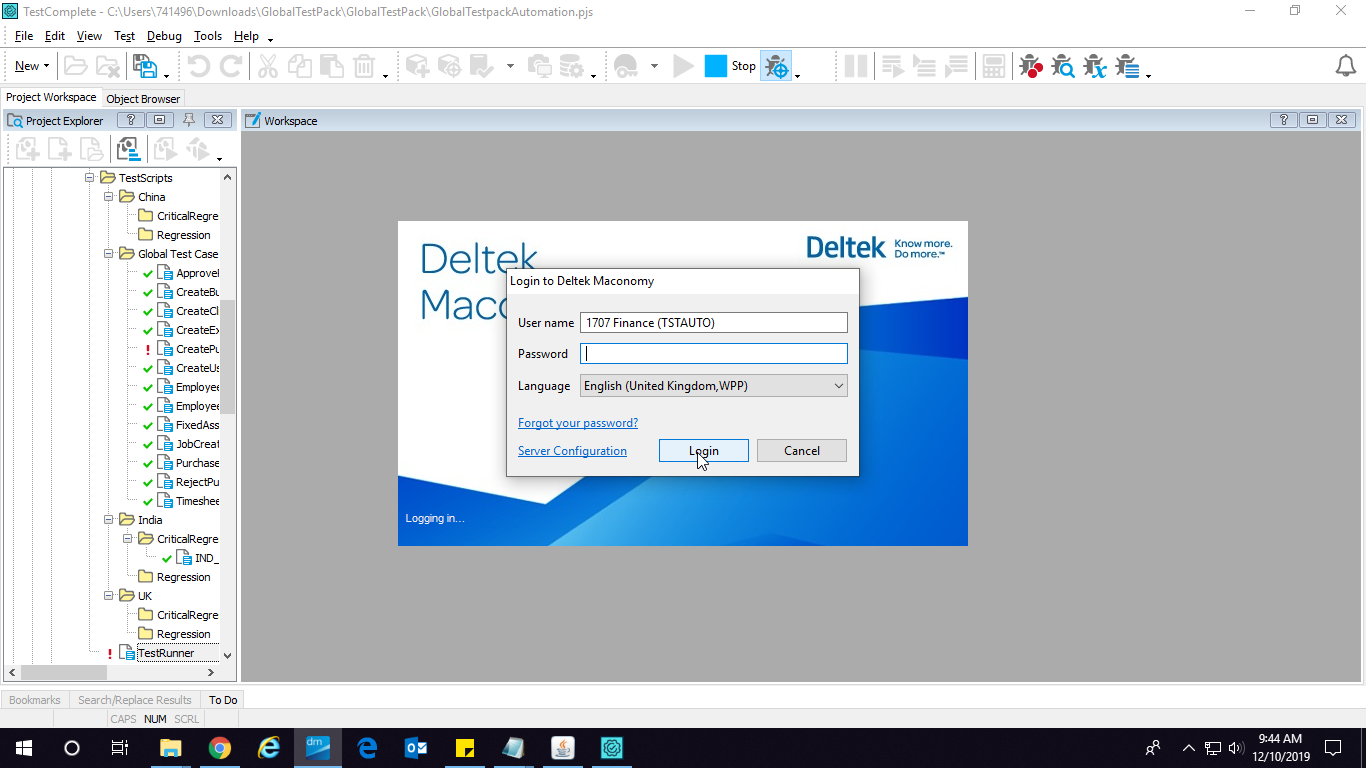 TestComplete - C:\Users\741496\Downloads\GlobalTestPack\GlobalTestPack\GlobalTestpackAutomation.pjs
File Edit View Test Debug Tools Help
New Stop
Project Workspace Object Browser
Project Explorer
Workspace
TestScripts
China
CriticalRegre
Regression
Global Test Case
Approvel
CreateBu
CreateCl
CreateEx
CreatePu
CreateUs
Employee
Employee
FixedAss
JobCreat
Purchase
RejectPu
Timeshee
India
CriticalRegre
IND_
Regression
UK
CriticalRegre
Regression
TestRunner
Deltek
Maco
Deltek Know more.
Do more.™
Login to Deltek Maconomy
User name 1707 Finance (TSTAUTO)
Password
Language English (United Kingdom,WPP)
Forgot your password?
Server Configuration Login Cancel
Logging in...
Bookmarks Search/Replace Results To Do
CAPS NUM SCRL
dm
9:44 AM
12/10/2019